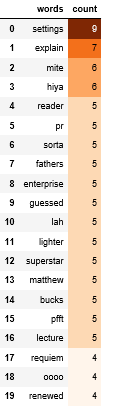 words count
0 settings 9
1 explain 7
2 mite 6
3 hiya 6
4 reader 5
5 pr 5
6 sorta 5
7 fathers 5
8 enterprise 5
9 guessed 5
10 lah 5
11 lighter 5
12 superstar 5
13 matthew 5
14 bucks 5
15 pfft 5
16 lecture 5
17 requiem 4
18 oooo 4
19 renewed 4